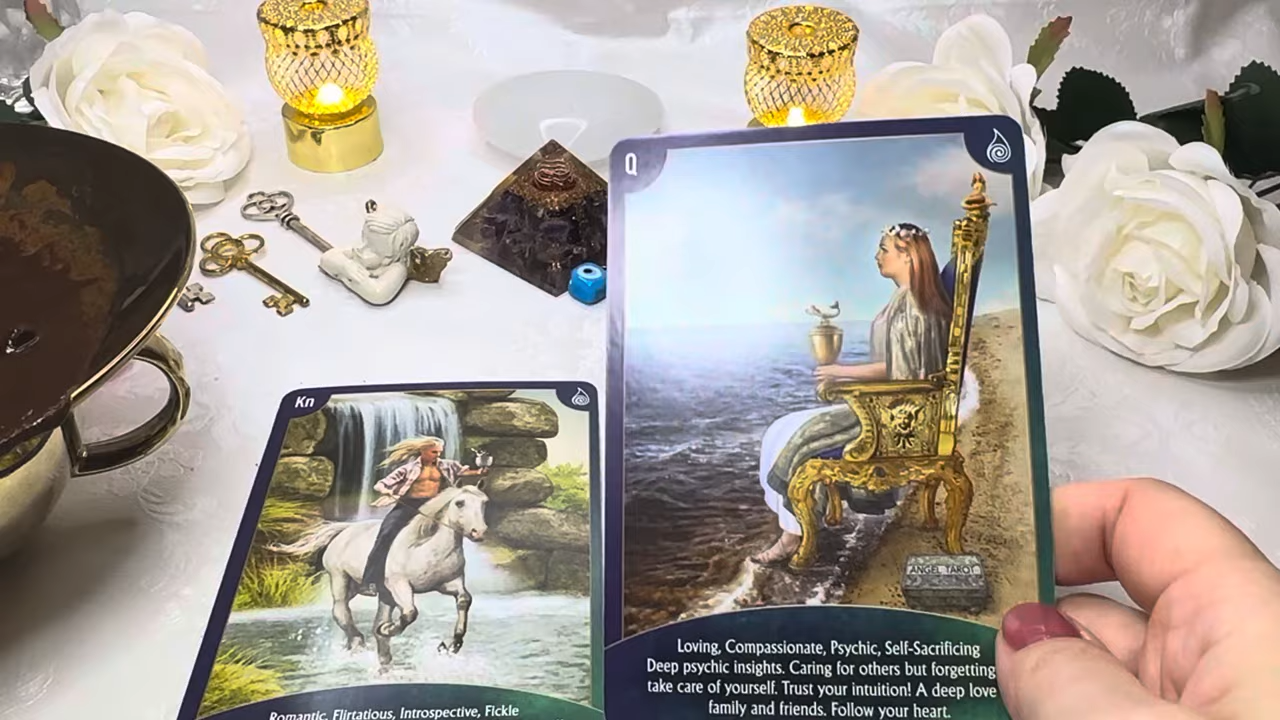 Q
ANGEL TAROT
Loving, Compassionate, Psychic, Self-Sacrificing
Deep psychic insights. Caring for others but forgetting
take care of yourself. Trust your intuition! A deep love
family and friends. Follow your heart.
Kn
Romantic, Flirtatious, Introspective, Fickle